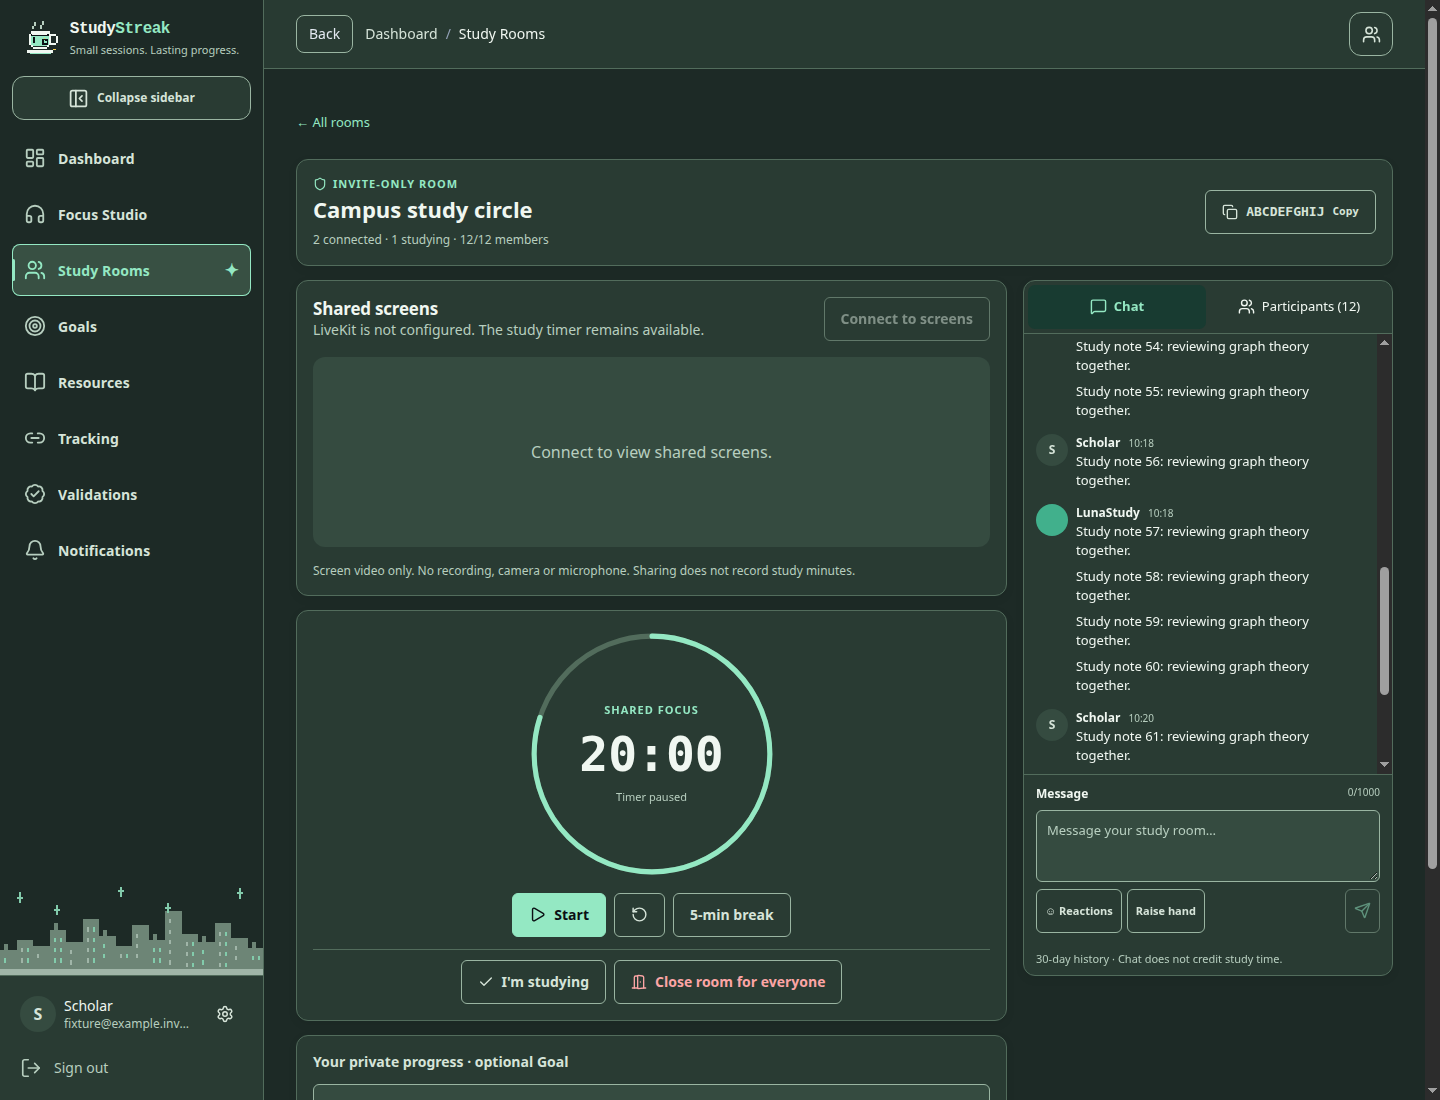 StudyStreak
Small sessions. Lasting progress.
Collapse sidebar
Dashboard
Focus Studio
Study Rooms
Goals
Resources
Tracking
Validations
Notifications
S
Scholar
fixture@example.inv...
Sign out
Back
Dashboard / Study Rooms
← All rooms
INVITE-ONLY ROOM
Campus study circle
2 connected · 1 studying · 12/12 members
ABCDEFGHIJ Copy
Shared screens
LiveKit is not configured. The study timer remains available.
Connect to screens
Connect to view shared screens.
Screen video only. No recording, camera or microphone. Sharing does not record study minutes.
SHARED FOCUS
20:00
Timer paused
Start
5-min break
I'm studying
Close room for everyone
Your private progress · optional Goal
Chat
Participants (12)
Study note 54: reviewing graph theory
together.
Study note 55: reviewing graph theory
together.
S
Scholar 10:18
Study note 56: reviewing graph theory
together.
LunaStudy 10:18
Study note 57: reviewing graph theory
together.
Study note 58: reviewing graph theory
together.
Study note 59: reviewing graph theory
together.
Study note 60: reviewing graph theory
together.
S
Scholar 10:20
Study note 61: reviewing graph theory
together.
Message
0/1000
Message your study room...
☺ Reactions
Raise hand
30-day history · Chat does not credit study time.